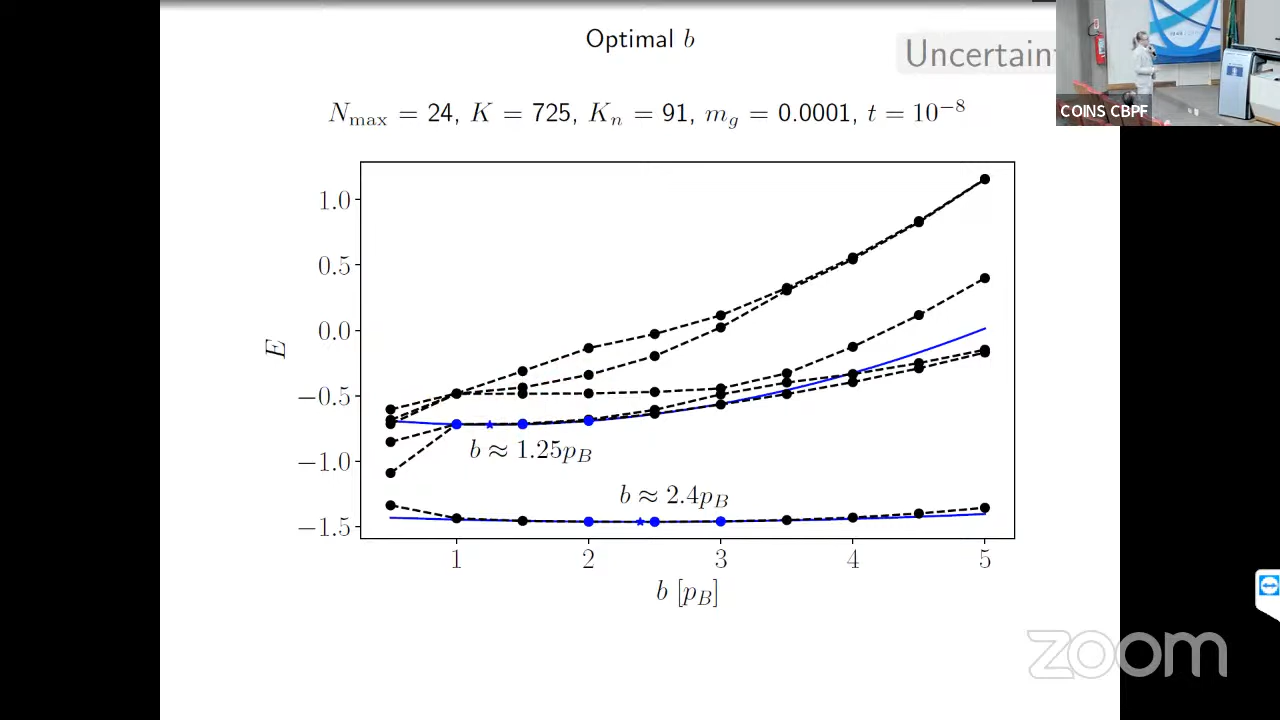 Optimal b
Uncertain
COINS CBPF
N_max = 24, K = 725, K_n = 91, m_g = 0.0001, t = 10^−8
1.0
0.5
0.0
−0.5
−1.0
−1.5
E
b ≈ 1.25p_B
b ≈ 2.4p_B
1 2 3 4 5
b [p_B]
zoom